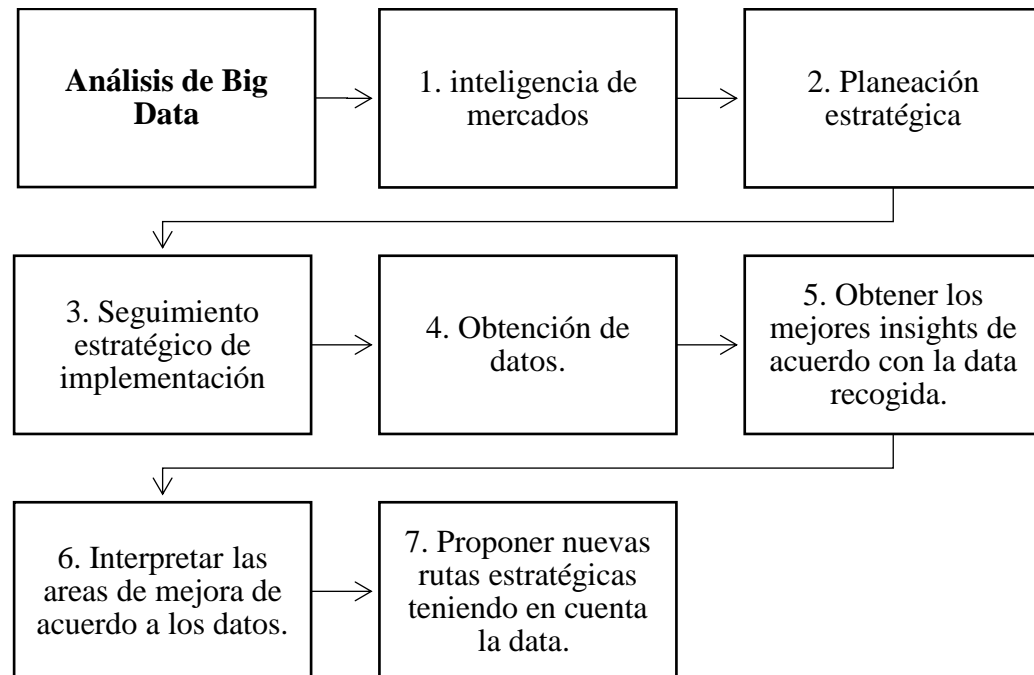 Análisis de Big
Data
1. inteligencia de
mercados
2. Planeación
estratégica
3. Seguimiento
estratégico de
implementación
4. Obtención de
datos.
5. Obtener los
mejores insights de
acuerdo con la data
recogida.
6. Interpretar las
areas de mejora de
acuerdo a los datos.
7. Proponer nuevas
rutas estratégicas
teniendo en cuenta
la data.